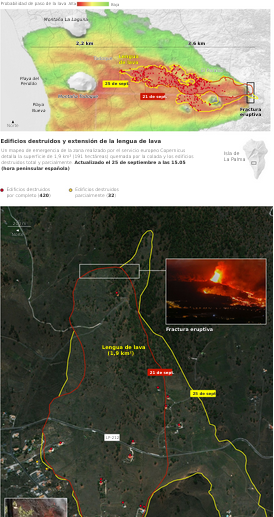 Probabilidad de paso de la lava Alta Baja
Montaña La Laguna
2,2 km
3,6 km
Playa del Perdido
25 de sept.
21 de sept.
Playa Nueva
Fractura eruptiva
Norte
Edificios destruidos y extensión de la lengua de lava
Un mapeo de emergencia de la zona realizado por el servicio europeo Copernicus
detalla la superficie de 1,9 km² (191 hectáreas) quemada por la colada y los edificios
destruidos total y parcialmente. Actualizado el 25 de septiembre a las 15.05
(hora peninsular española)
Isla de
La Palma
Edificios destruidos
por completo (420)
Edificios destruidos
parcialmente (32)
Fractura eruptiva
Lengua de lava
(1,9 km²)
21 de sept.
25 de sept.
LP-212